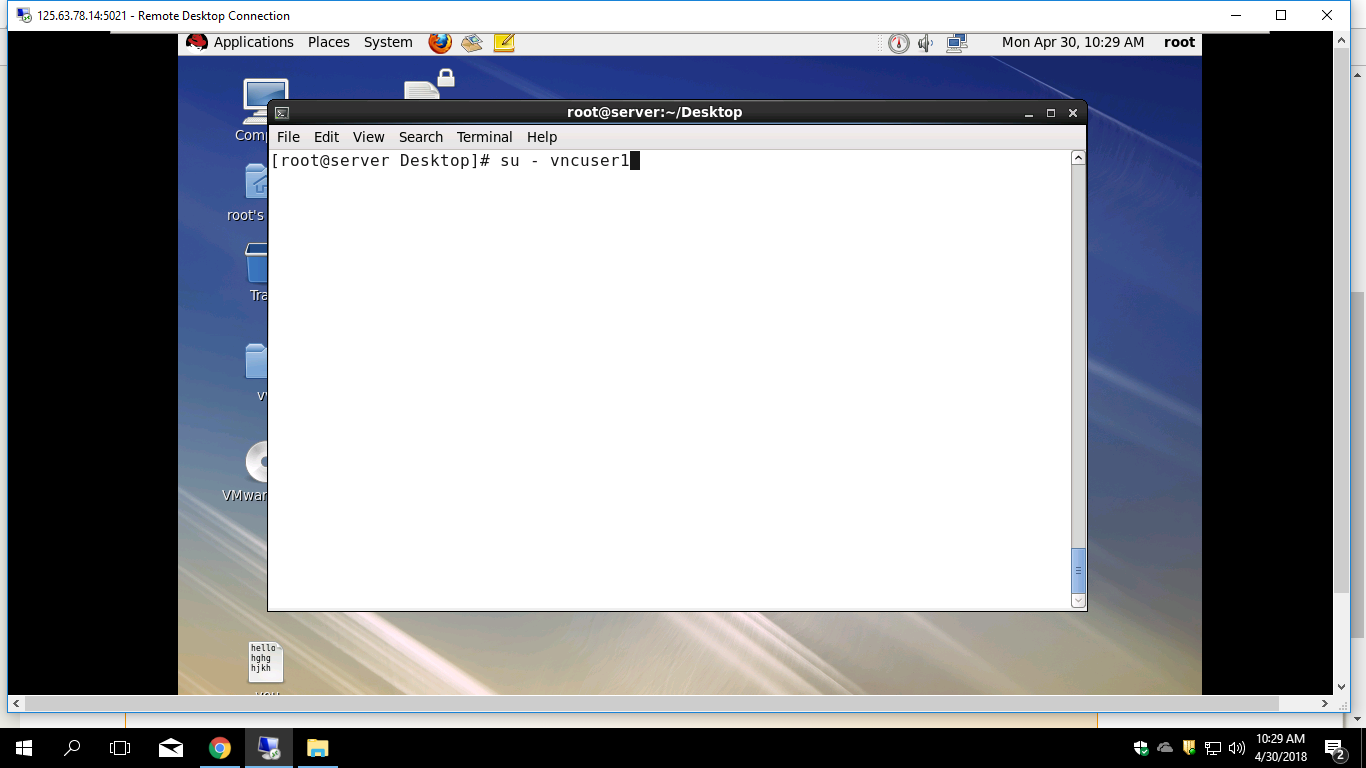 125.63.78.14:5021 - Remote Desktop Connection
Applications Places System Mon Apr 30, 10:29 AM root
root@server:~/Desktop
File Edit View Search Terminal Help
[root@server Desktop]# su - vncuser1
Comp
root's
Tra
VMwar
hello
hghg
hjkh
10:29 AM
4/30/2018
2